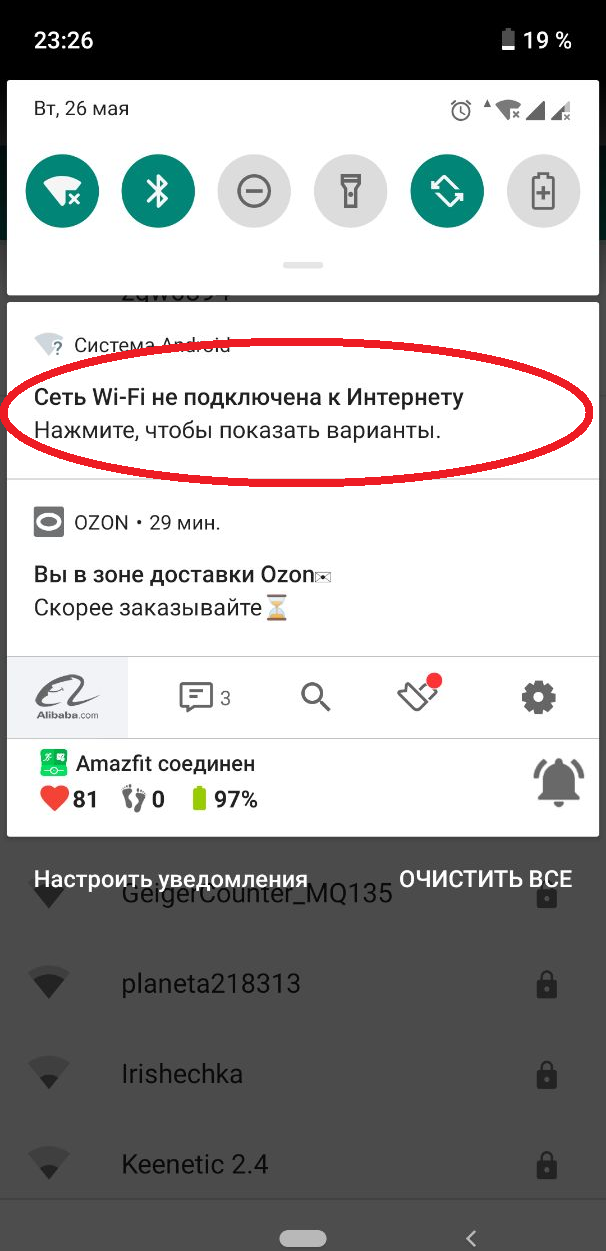 23:26
19 %
Вт, 26 мая
Система Android
Сеть Wi-Fi не подключена к Интернету
Нажмите, чтобы показать варианты.
OZON • 29 мин.
Вы в зоне доставки Ozon✉
Скорее заказывайте⏳
Alibaba.com
3
Amazfit соединен
81 0 97%
Настроить уведомления
ОЧИСТИТЬ ВСЕ
GeigerCounter_MQ135
planeta218313
Irishechka
Keenetic 2.4